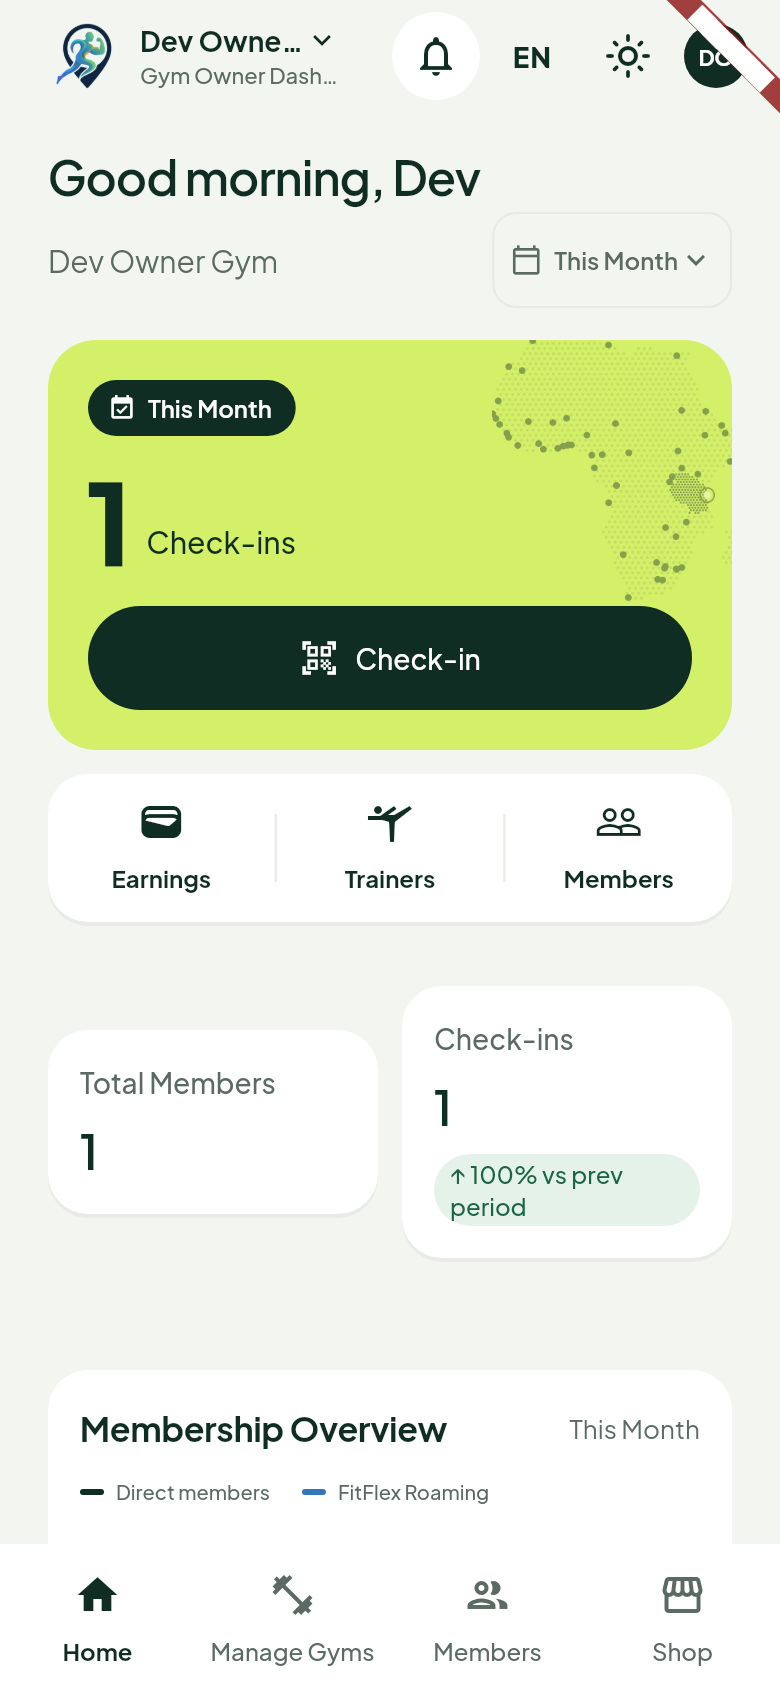 Dev Owne...
Gym Owner Dash...
EN
Good morning, Dev
Dev Owner Gym
This Month
This Month
1 Check-ins
Check-in
Earnings
Trainers
Members
Total Members
1
Check-ins
1
↑ 100% vs prev
period
Membership Overview
This Month
Direct members
FitFlex Roaming
Home
Manage Gyms
Members
Shop